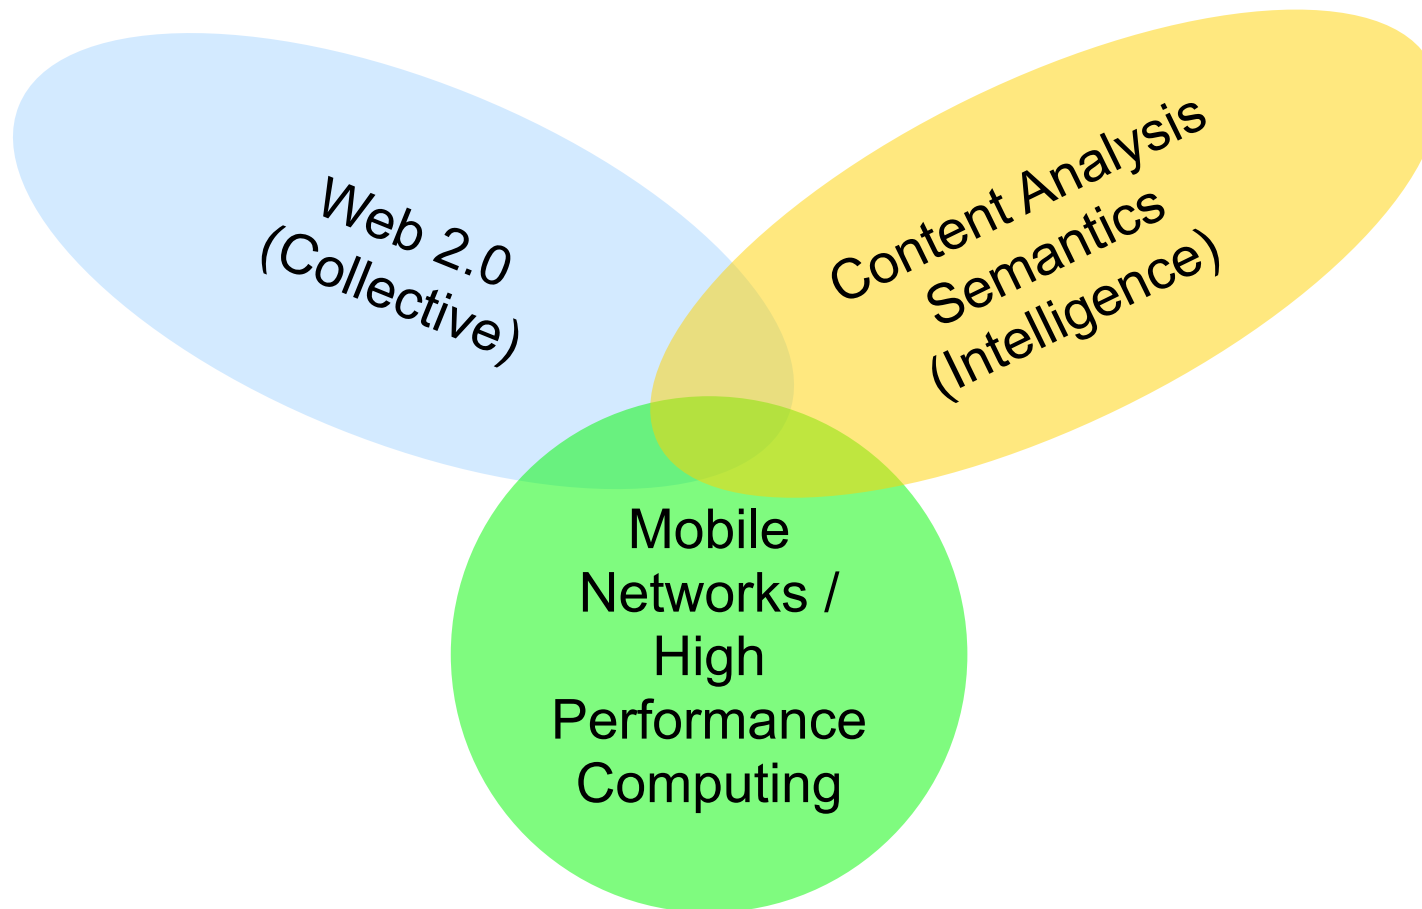 Web 2.0
(Collective)
Content Analysis
Semantics
(Intelligence)
Mobile
Networks /
High
Performance
Computing